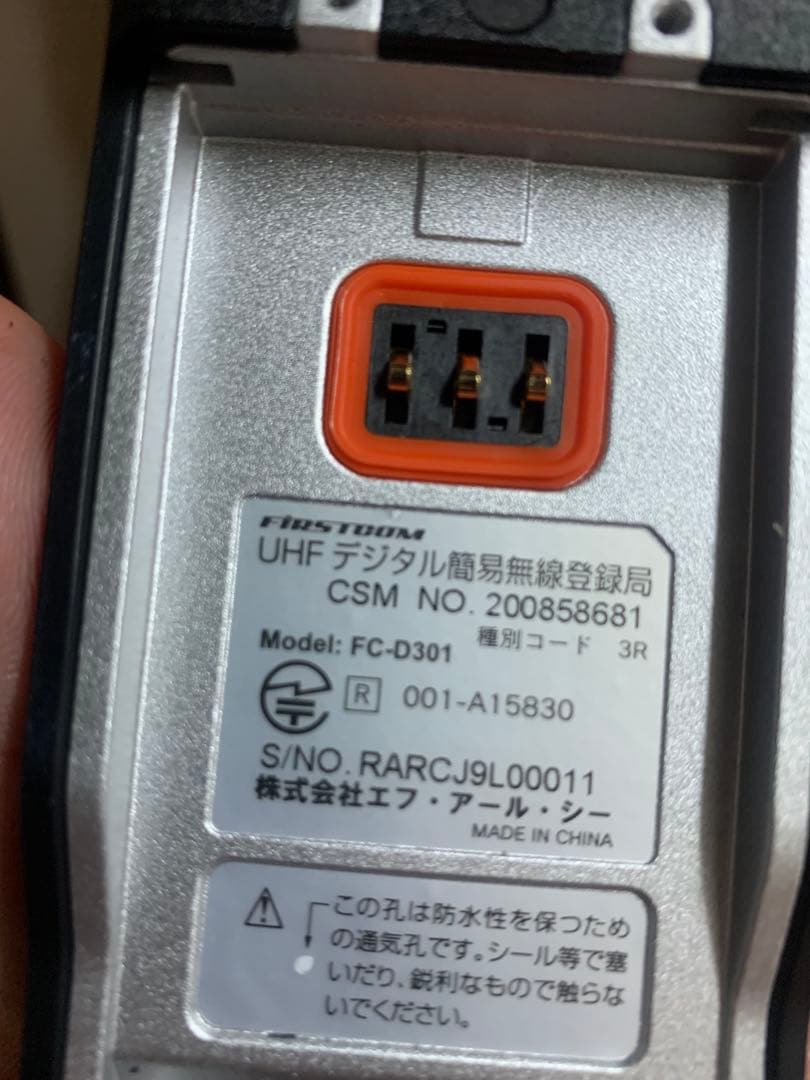 FiRSTCOM
UHF デジタル簡易無線登録局
CSM NO. 200858681
Model: FC-D301 種別コード 3R
R 001-A15830
S/NO. RARCJ9L00011
株式会社エフ・アール・シー
MADE IN CHINA
この孔は防水性を保つため
の通気孔です。シール等で塞
いだり、鋭利なもので触らな
いでください。